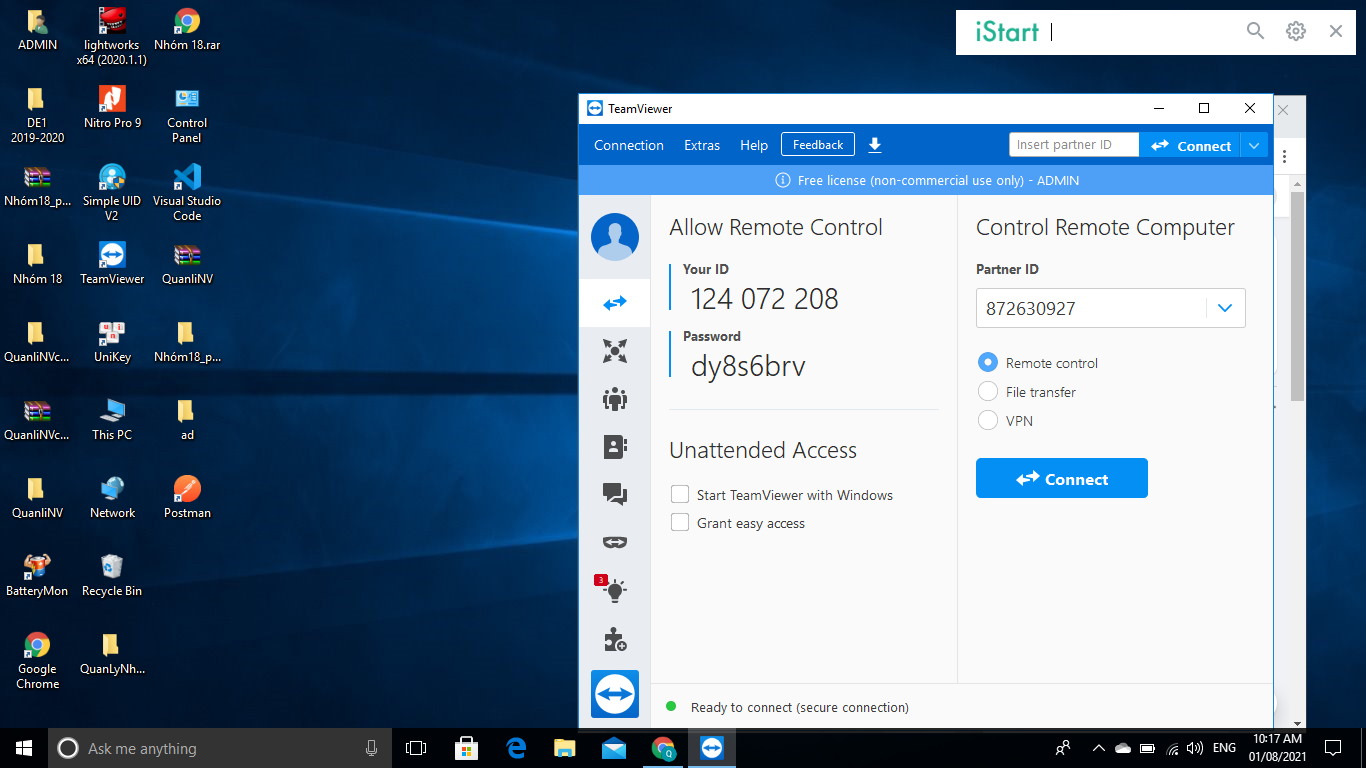 ADMIN
lightworks
x64 (2020.1.1)
Nhóm 18.rar
DE1
2019-2020
Nitro Pro 9
Control
Panel
Nhóm18_p...
Simple UID
V2
Visual Studio
Code
Nhóm 18
TeamViewer
QuanliNV
QuanliNVc...
UniKey
Nhóm18_p...
QuanliNVc...
This PC
ad
QuanliNV
Network
Postman
BatteryMon
Recycle Bin
Google
Chrome
QuanLyNh...
iStart
TeamViewer
Connection Extras Help Feedback
Insert partner ID
Connect
Free license (non-commercial use only) - ADMIN
Allow Remote Control
Your ID
124 072 208
Password
dy8s6brv
Unattended Access
Start TeamViewer with Windows
Grant easy access
Control Remote Computer
Partner ID
872630927
Remote control
File transfer
VPN
Connect
3
Ready to connect (secure connection)
Ask me anything
ENG
10:17 AM
01/08/2021